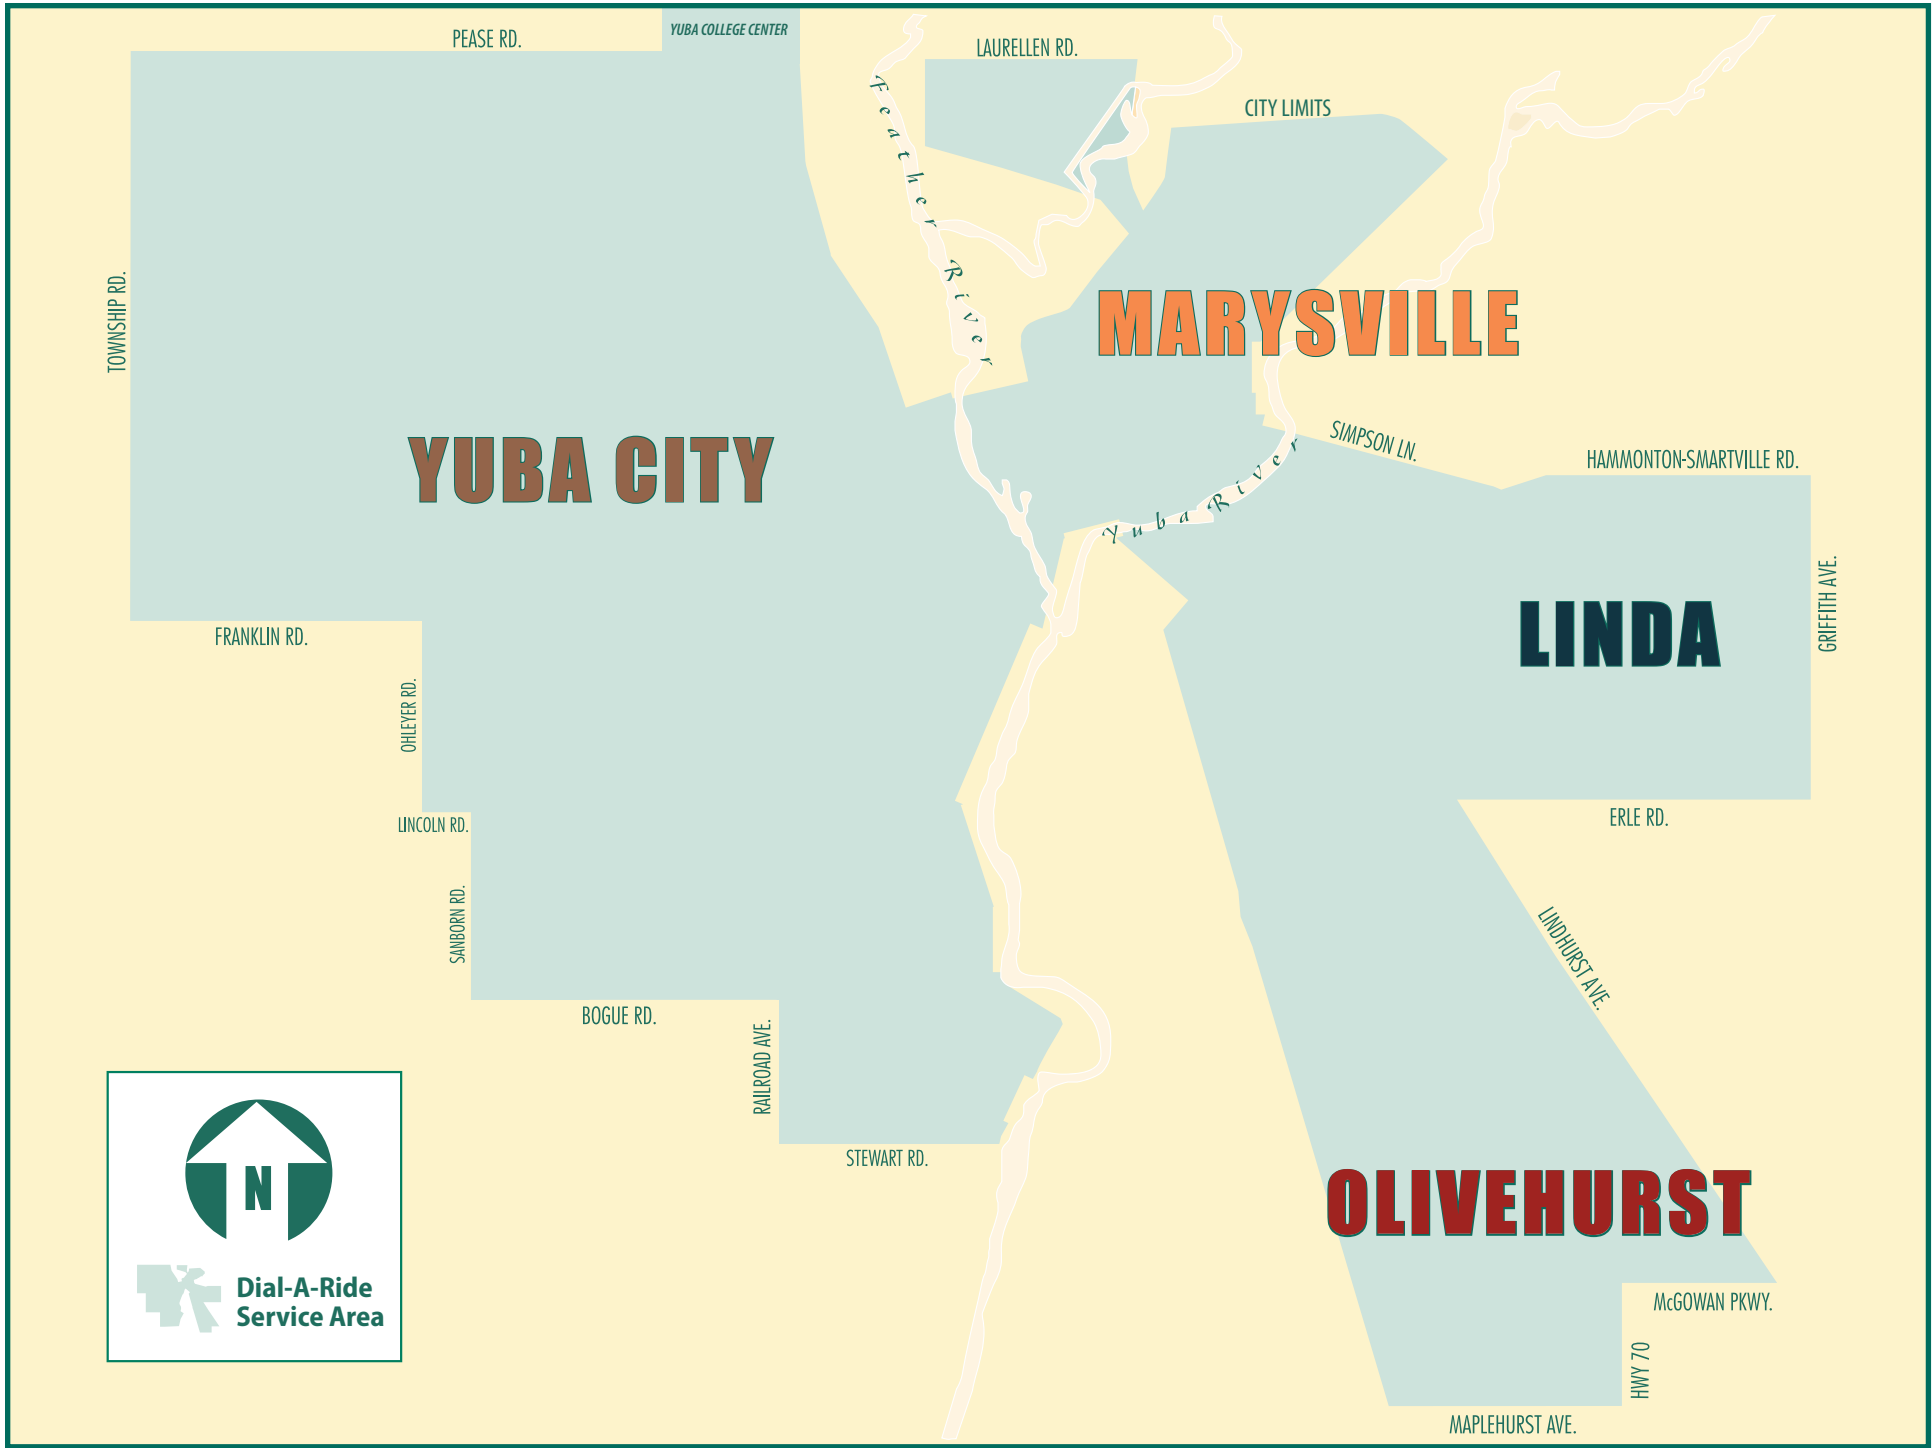 YUBA COLLEGE CENTER
PEASE RD.
LAURELLEN RD.
CITY LIMITS
Feather River
TOWNSHIP RD.
MARYSVILLE
YUBA CITY
SIMPSON LN.
HAMMONTON-SMARTVILLE RD.
Yuba River
GRIFFITH AVE.
LINDA
FRANKLIN RD.
OHLEYER RD.
LINCOLN RD.
ERLE RD.
SANBORN RD.
LINDHURST AVE.
BOGUE RD.
RAILROAD AVE.
STEWART RD.
OLIVEHURST
N
Dial-A-Ride
Service Area
McGOWAN PKWY.
HWY 70
MAPLEHURST AVE.